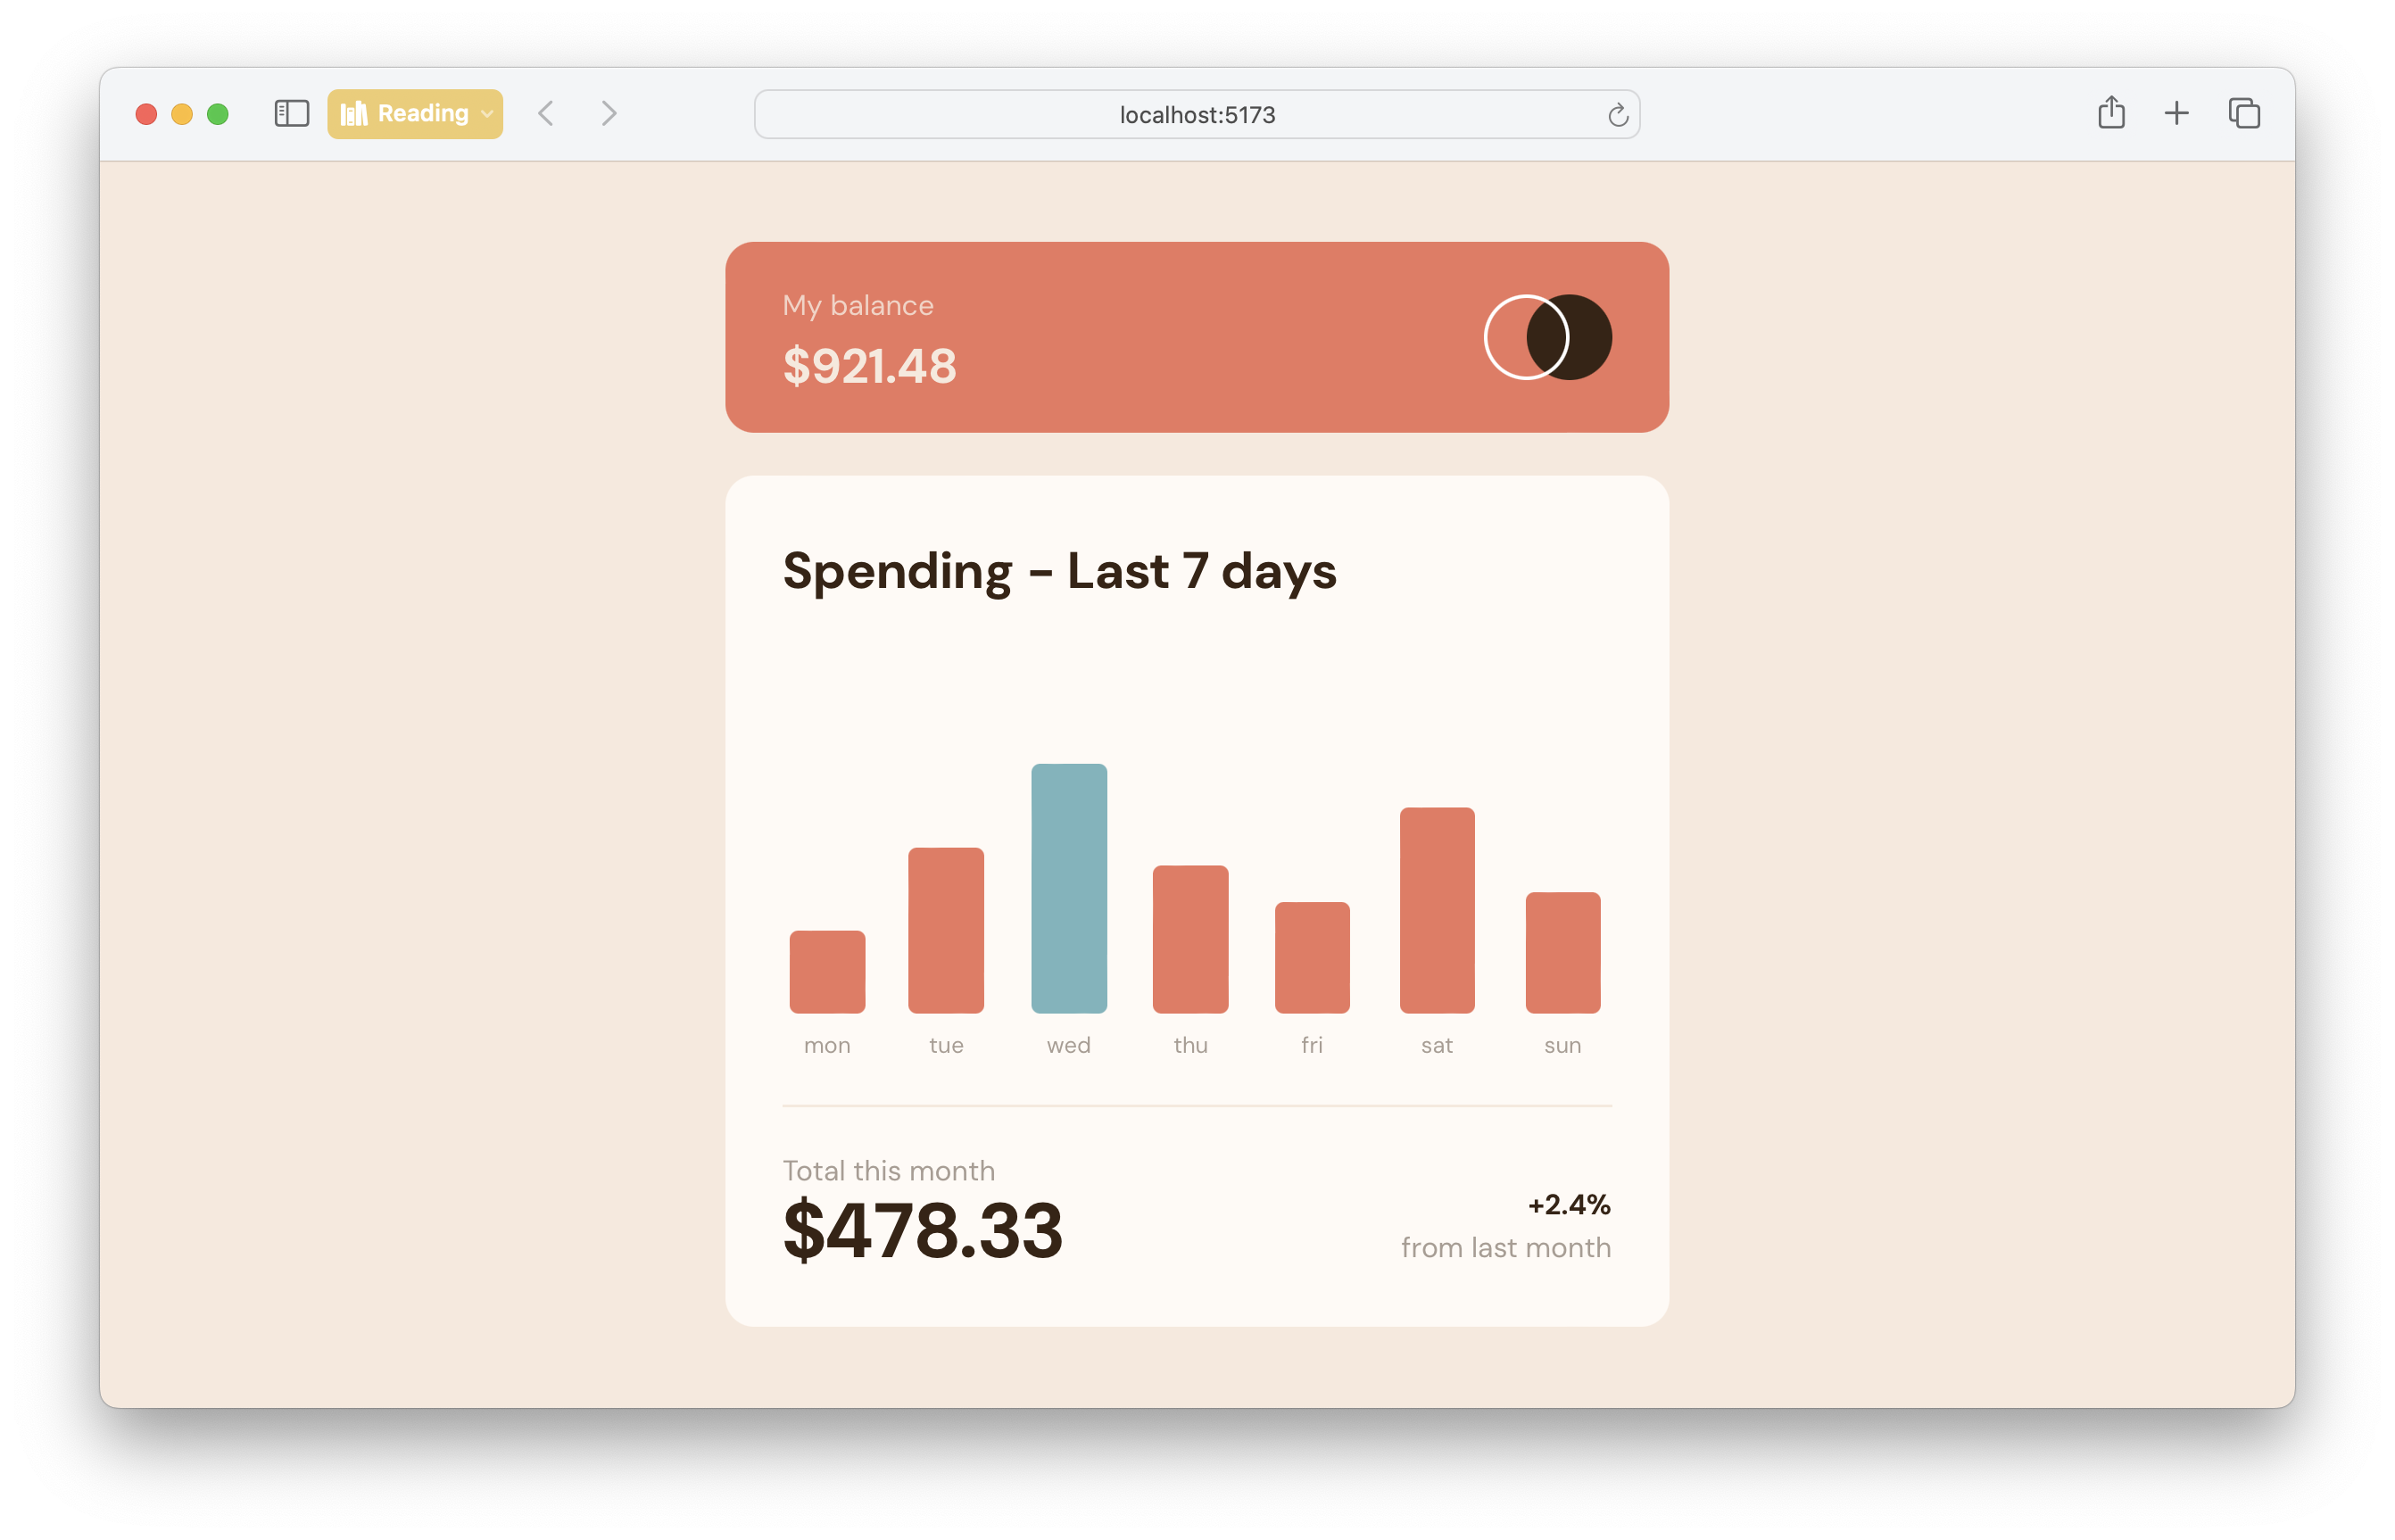 Reading
localhost:5173
My balance
$921.48
Spending – Last 7 days
mon tue wed thu fri sat sun
Total this month
$478.33
+2.4%
from last month